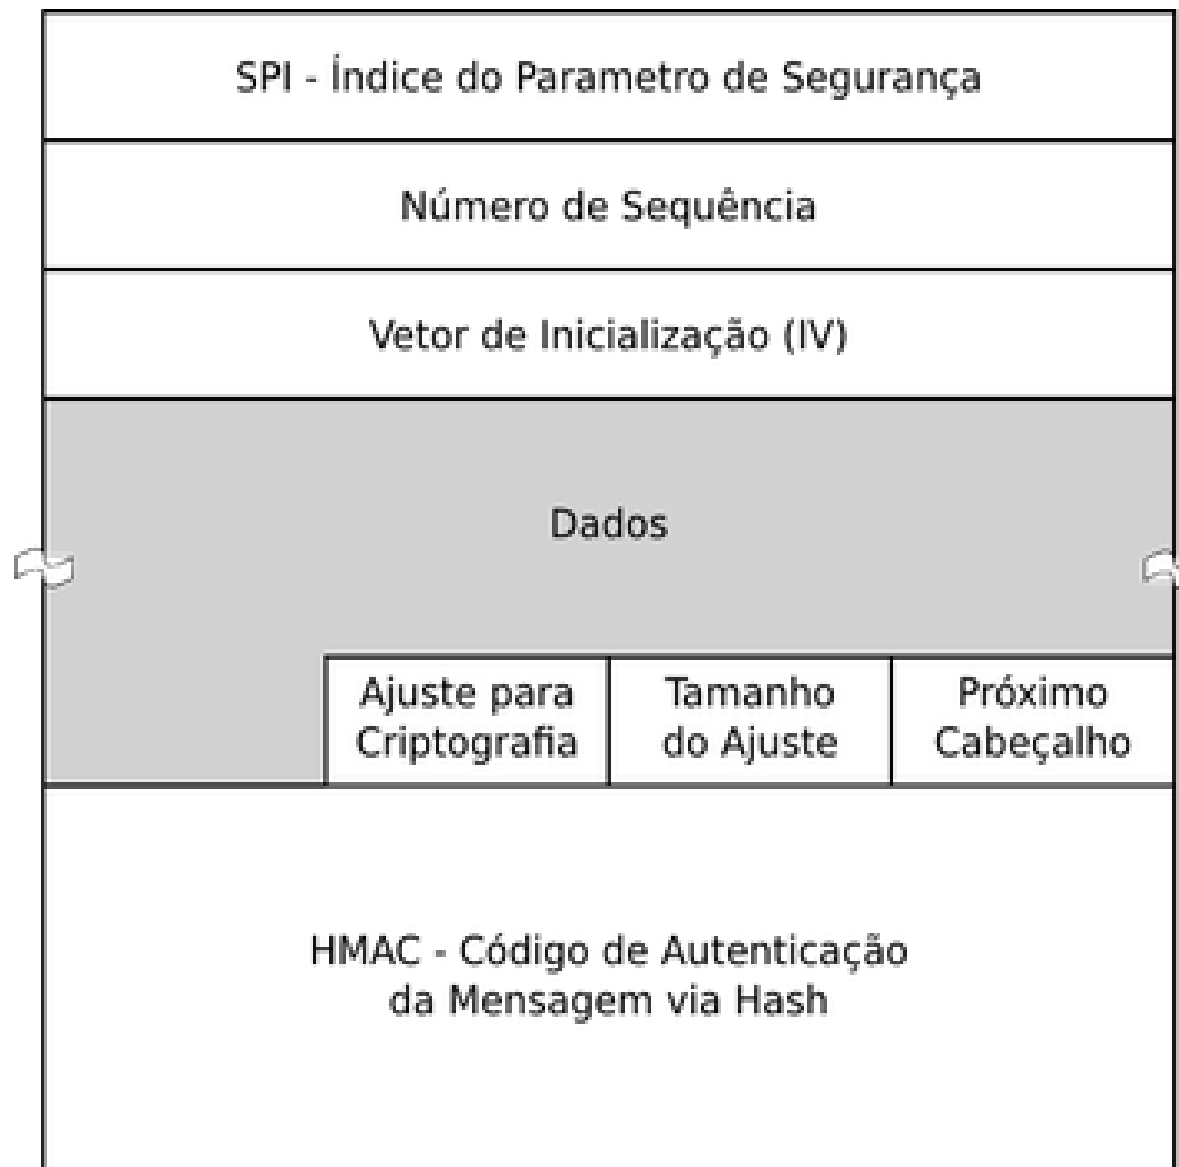 SPI - Índice do Parametro de Segurança
Número de Sequência
Vetor de Inicialização (IV)
Dados
Ajuste para
Criptografia
Tamanho
do Ajuste
Próximo
Cabeçalho
HMAC - Código de Autenticação
da Mensagem via Hash